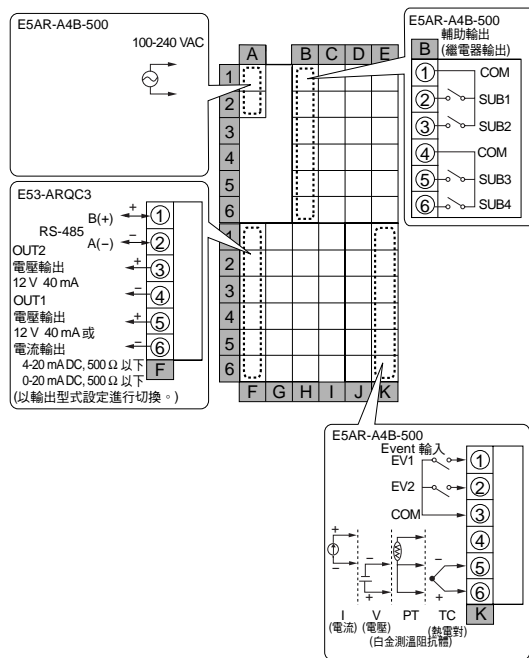 E5AR-A4B-500
100-240 VAC
A B C D E
1
2
3
4
5
6
1
2
3
4
5
6
F G H I J K
E5AR-A4B-500
輔助輸出
(繼電器輸出)
B
① COM
② SUB1
③ SUB2
④ COM
⑤ SUB3
⑥ SUB4
E53-ARQC3
B(+) + ①
RS-485
A(−) − ②
OUT2
電壓輸出 + ③
12 V 40 mA
− ④
OUT1
電壓輸出 + ⑤
12 V 40 mA 或
電流輸出 − ⑥
4-20 mA DC, 500 Ω 以下
0-20 mA DC, 500 Ω 以下
F
(以輸出型式設定進行切換。)
E5AR-A4B-500
Event 輸入
EV1 ①
EV2 ②
COM ③
④
+ − − ⑤
− + + ⑥
I V PT TC K
(電流) (電壓) (熱電對)
(白金測溫阻抗體)